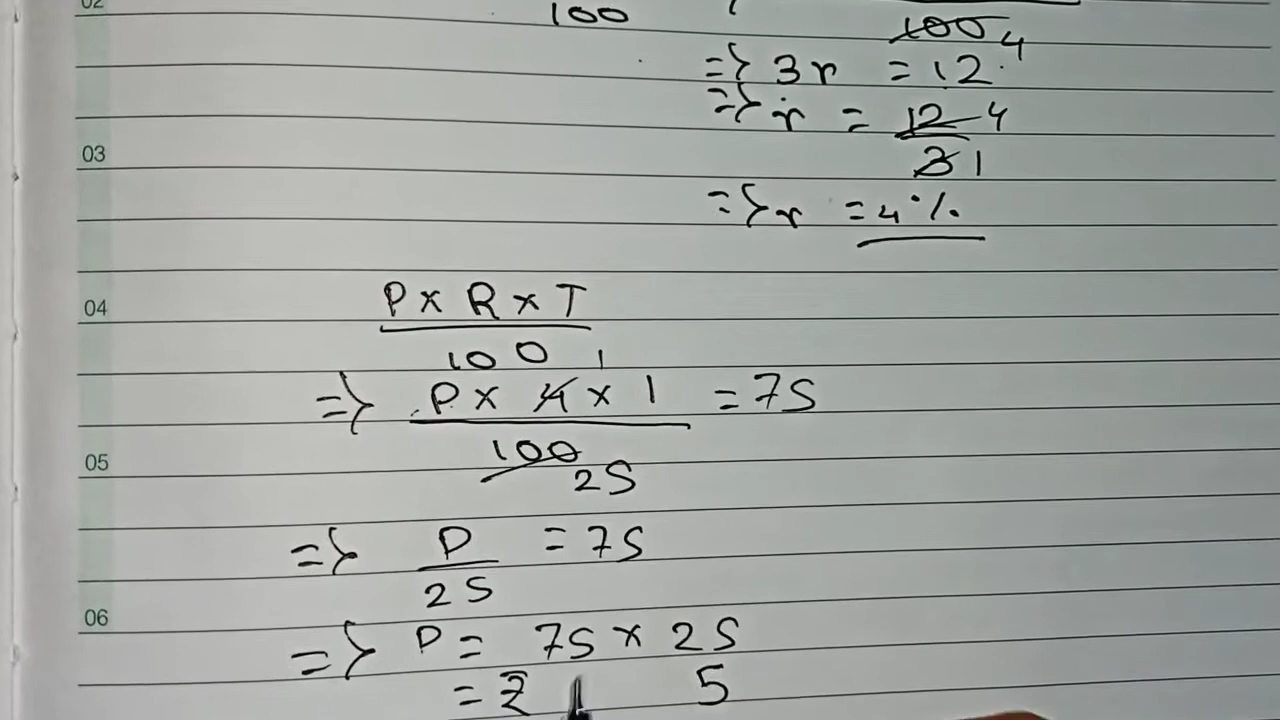 02
100
100 4
=> 3r = 12
=> r = 12 4
3 1
03
=> r = 4%
P x R x T
04
100 1
=> P x 4 x 1 = 75
100
05
25
=> P = 75
25
06
=> P = 75 x 25
= 5